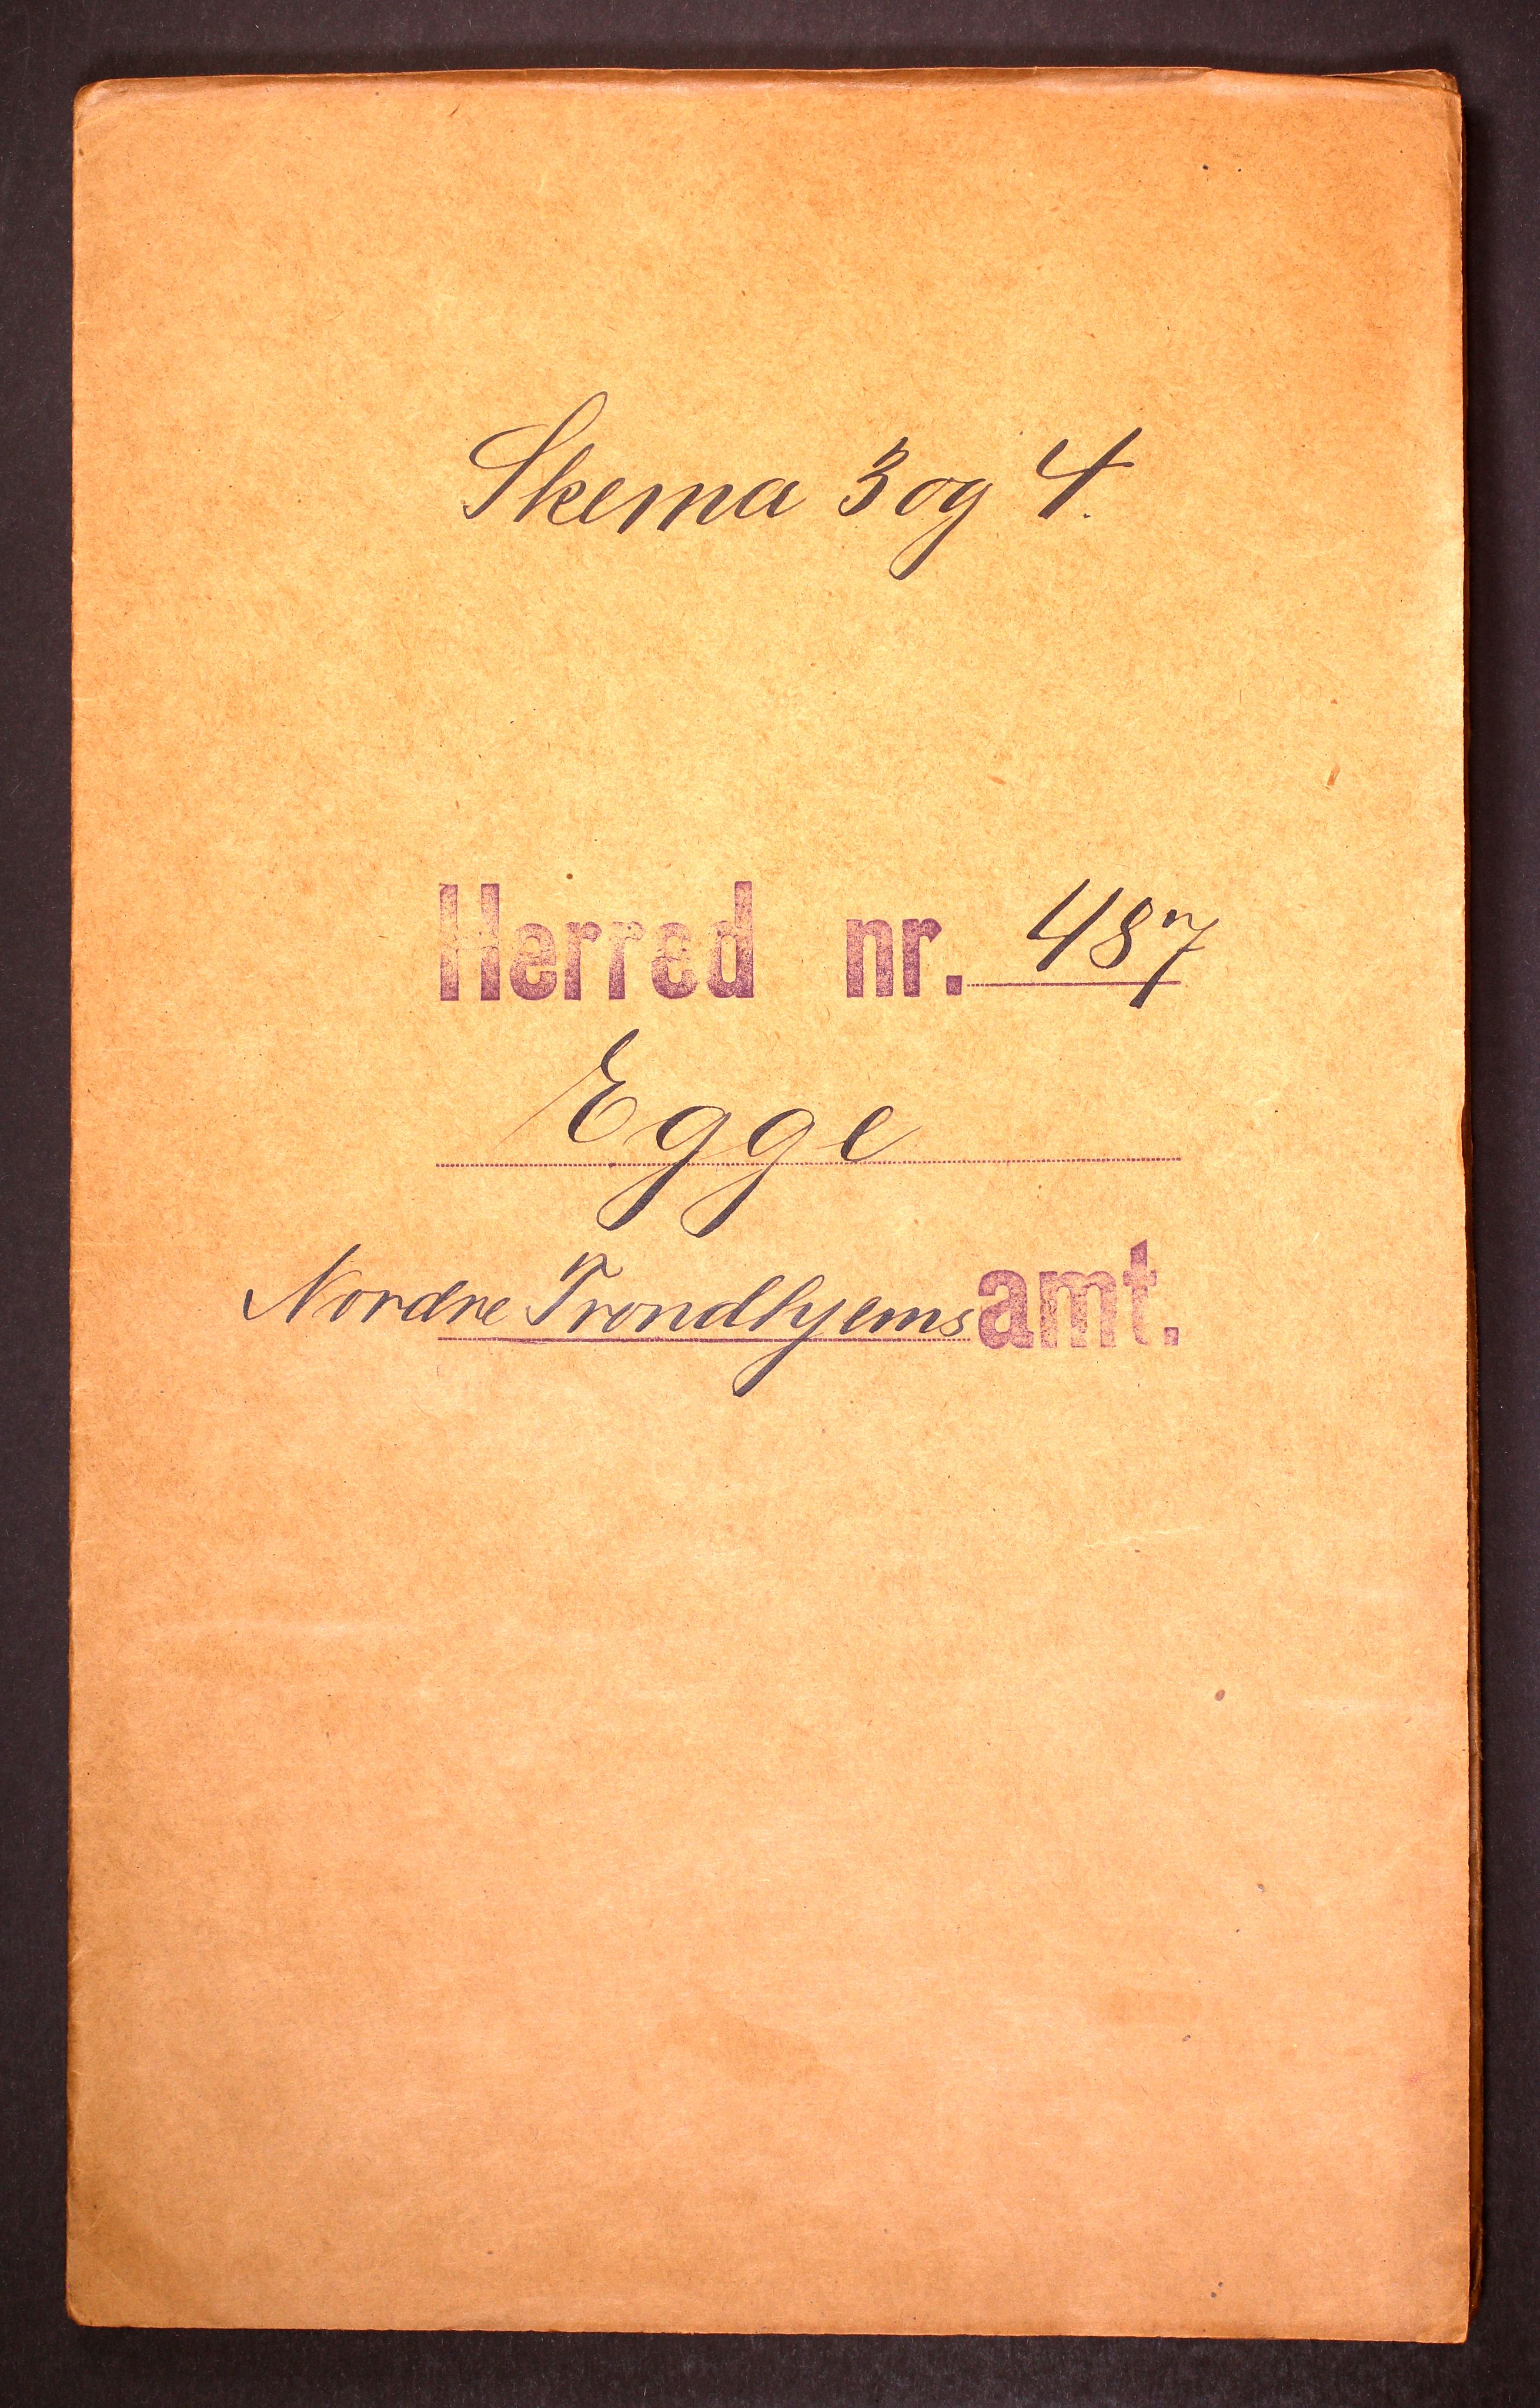 Skema 3 og 4.
Herred nr. 487
Egge
Nordre Trondhjems amt.